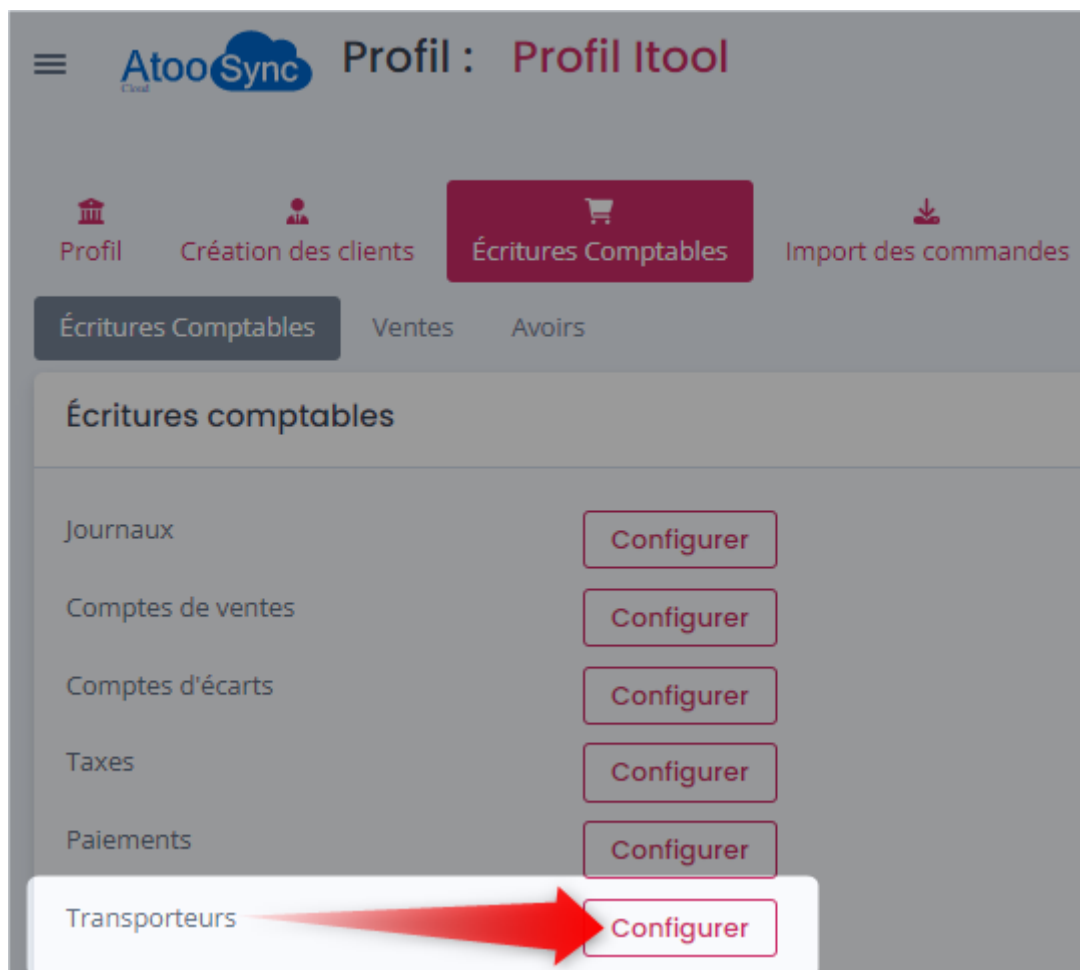 AtooSync Cloud Profil : Profil Itool
Profil Création des clients Écritures Comptables Import des commandes
Écritures Comptables Ventes Avoirs
Écritures comptables
Journaux Configurer
Comptes de ventes Configurer
Comptes d'écarts Configurer
Taxes Configurer
Paiements Configurer
Transporteurs Configurer